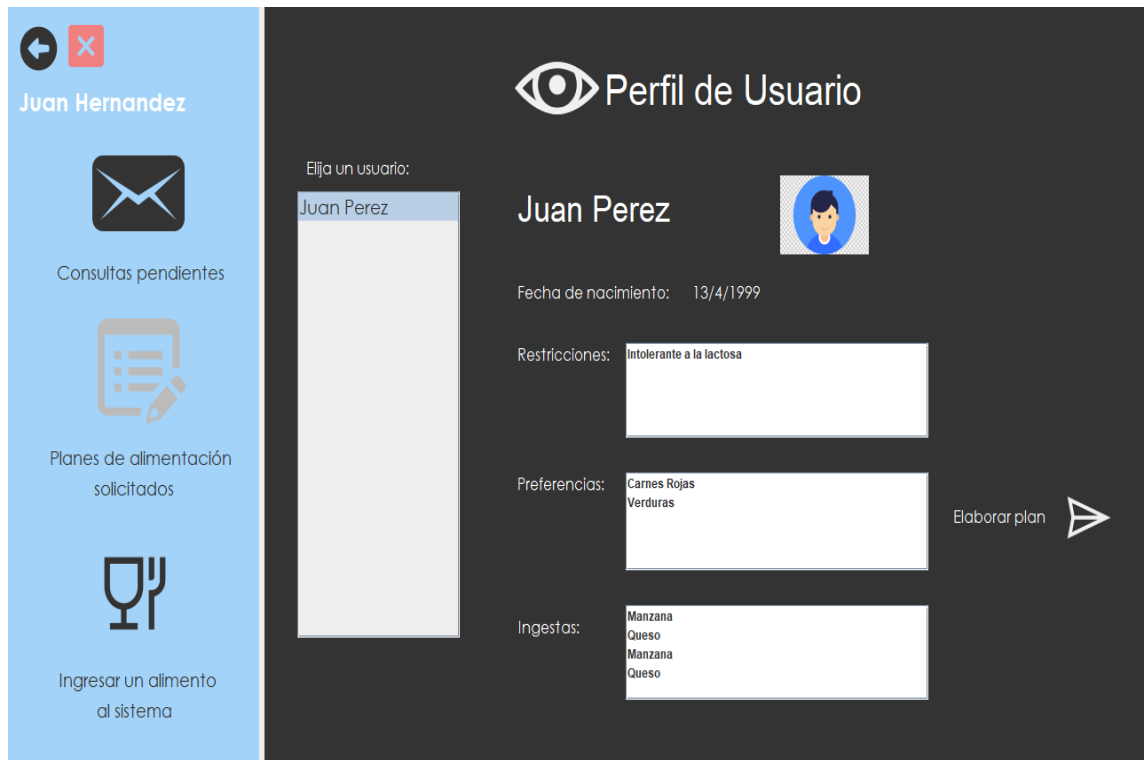 Juan Hernandez
Consultas pendientes
Planes de alimentación
solicitados
Ingresar un alimento
al sistema
Perfil de Usuario
Elija un usuario:
Juan Perez
Juan Perez
Fecha de nacimiento: 13/4/1999
Restricciones:
Intolerante a la lactosa
Preferencias:
Carnes Rojas
Verduras
Elaborar plan
Ingestas:
Manzana
Queso
Manzana
Queso